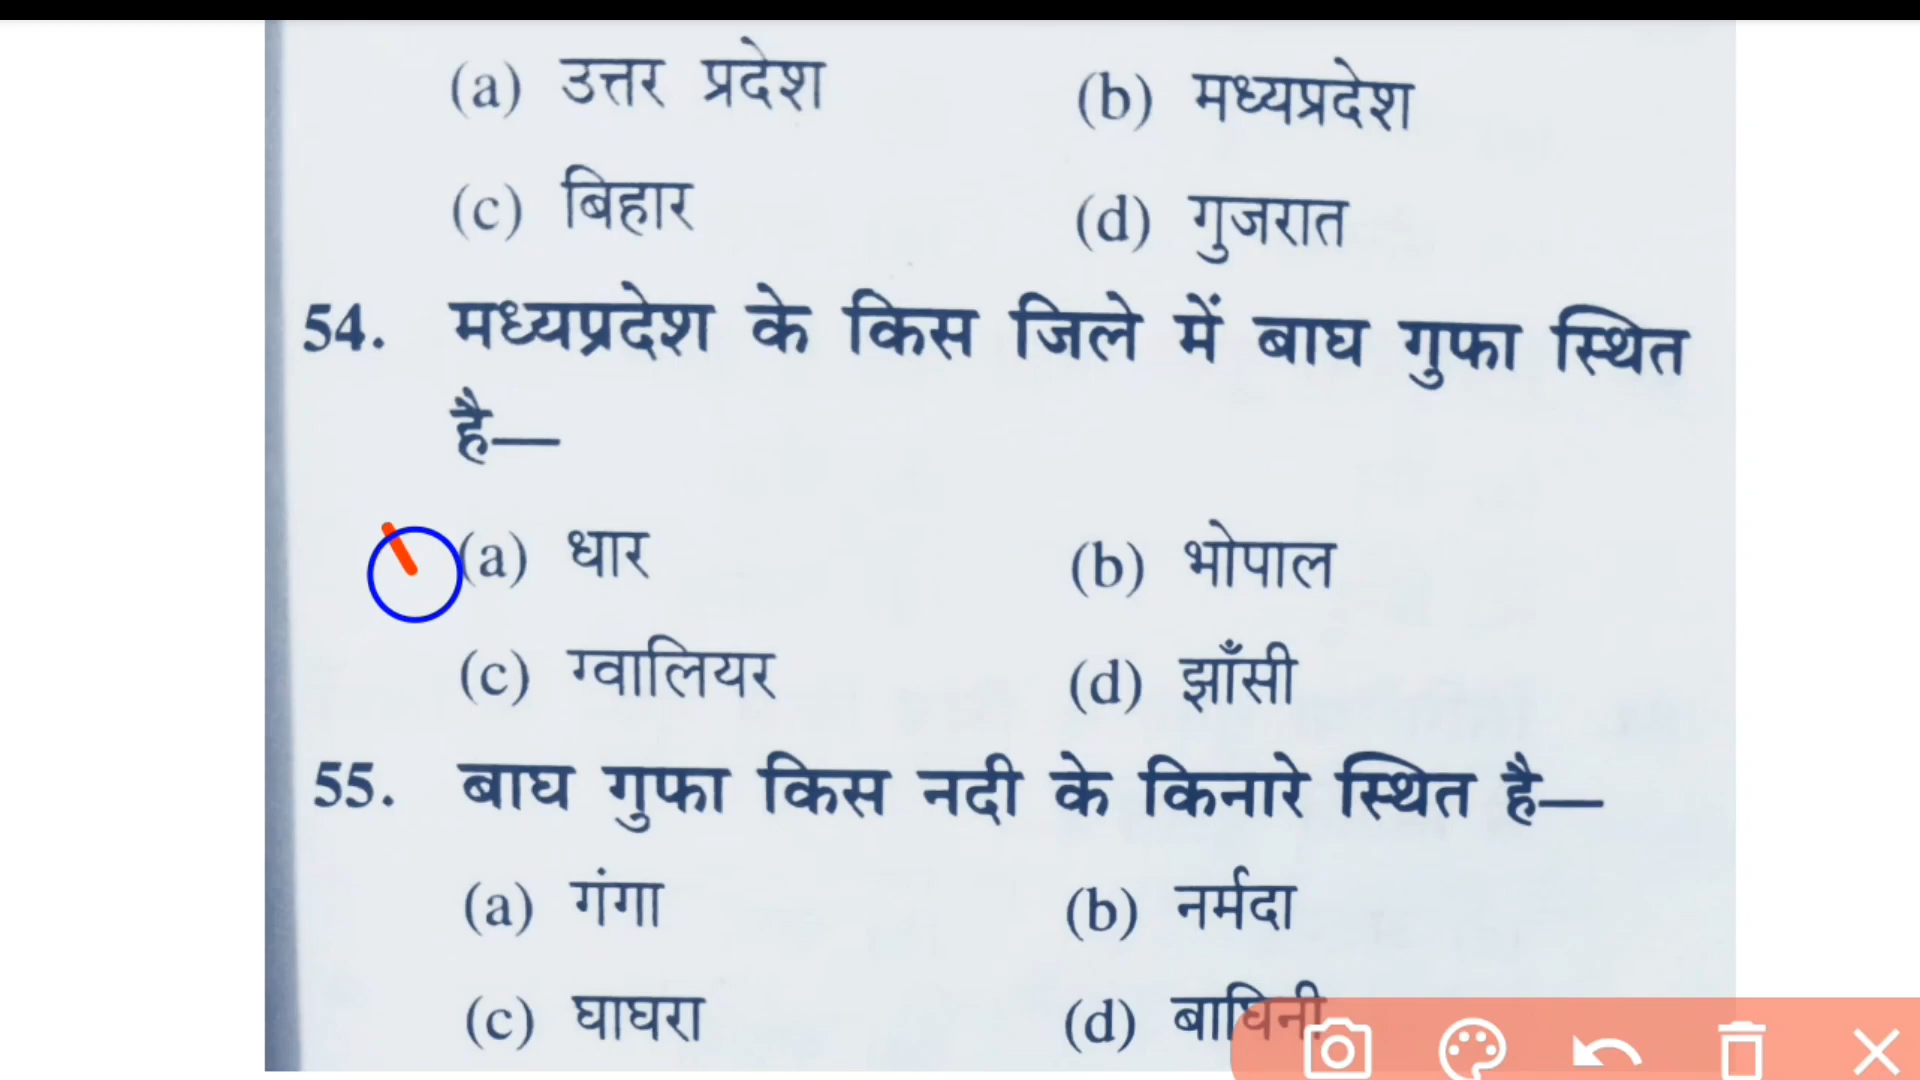 (a) उत्तर प्रदेश (b) मध्यप्रदेश
(c) बिहार (d) गुजरात
54. मध्यप्रदेश के किस जिले में बाघ गुफा स्थित
है—
(a) धार (b) भोपाल
(c) ग्वालियर (d) झाँसी
55. बाघ गुफा किस नदी के किनारे स्थित है—
(a) गंगा (b) नर्मदा
(c) घाघरा (d) बाघिनी